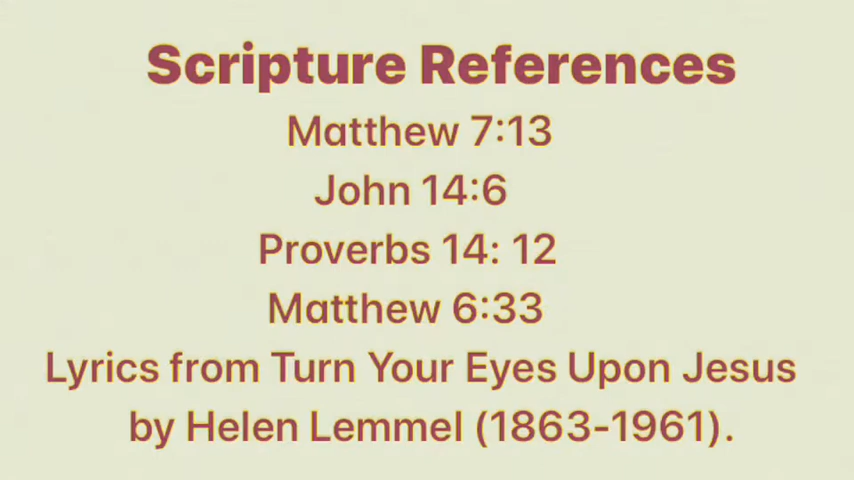 Scripture References
Matthew 7:13
John 14:6
Proverbs 14: 12
Matthew 6:33
Lyrics from Turn Your Eyes Upon Jesus
by Helen Lemmel (1863-1961).